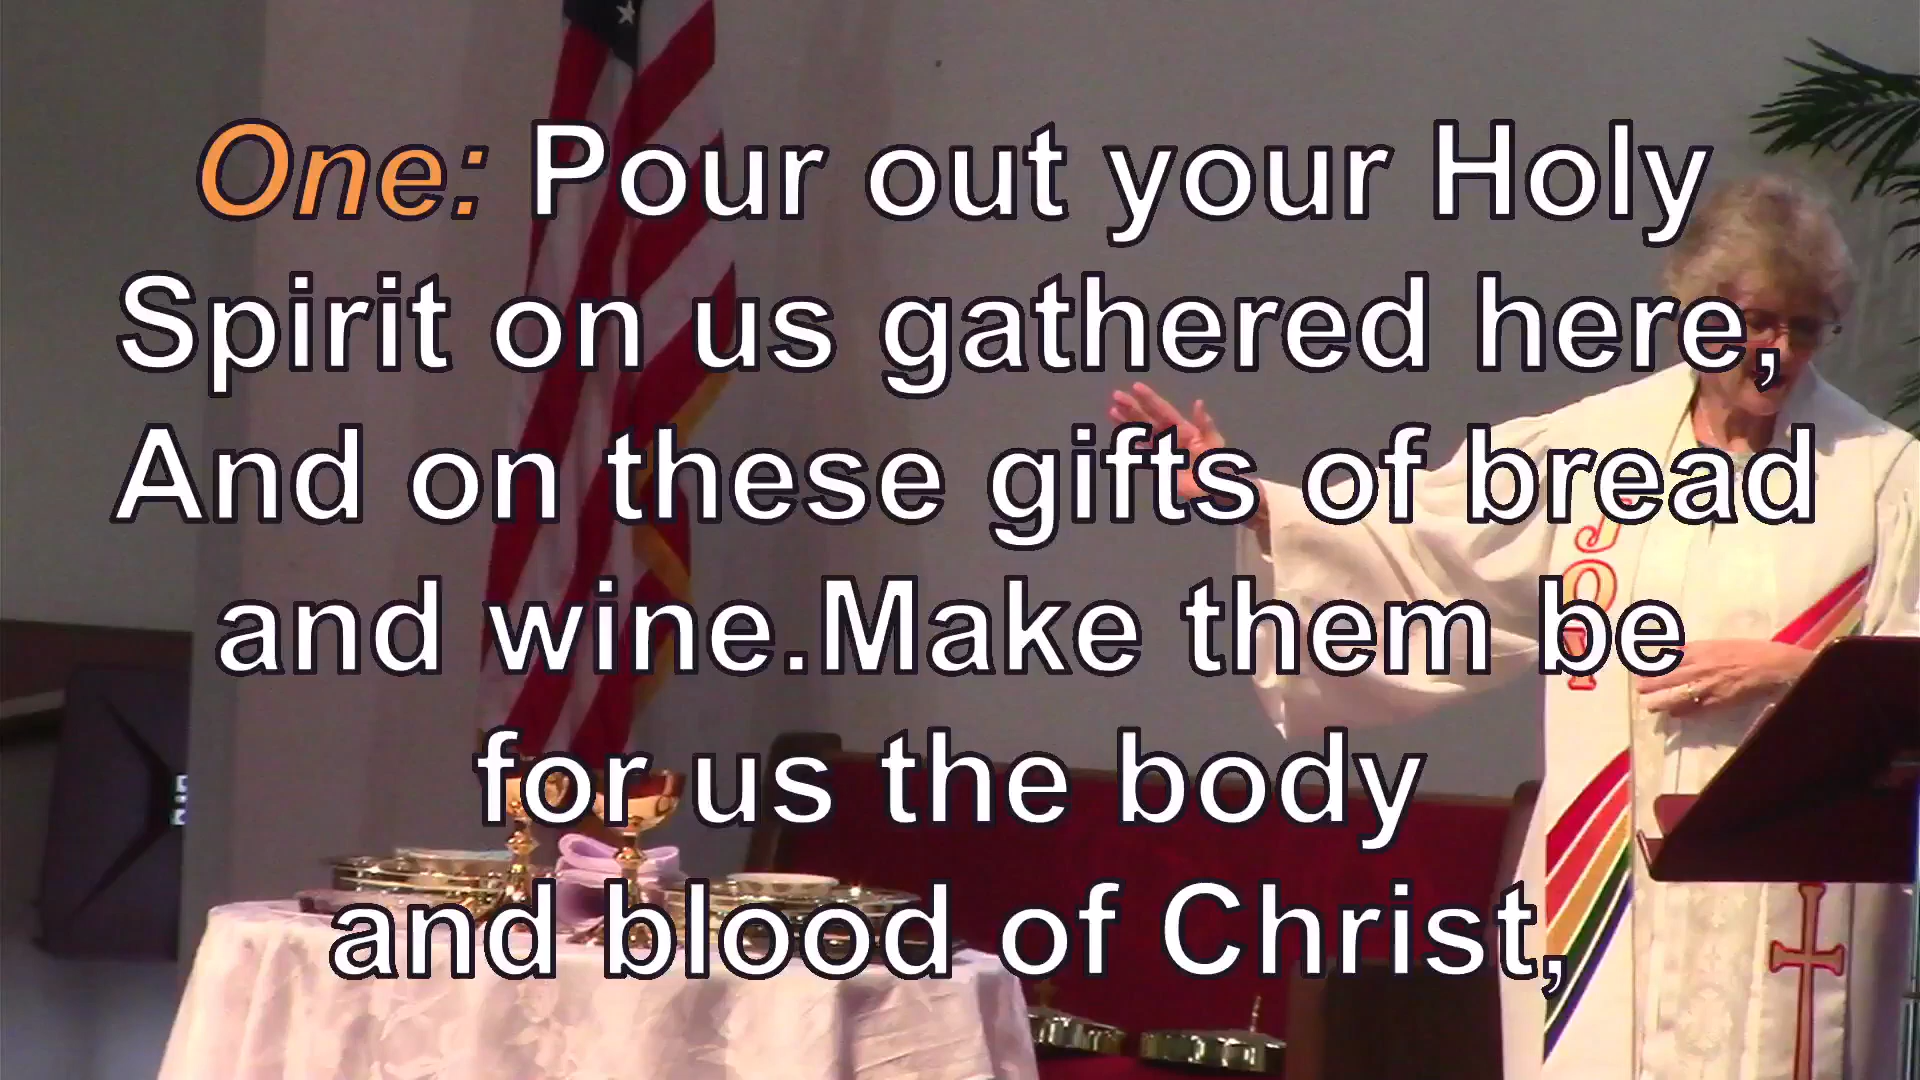 One: Pour out your Holy
Spirit on us gathered here,
And on these gifts of bread
and wine.Make them be
for us the body
and blood of Christ,
JOY